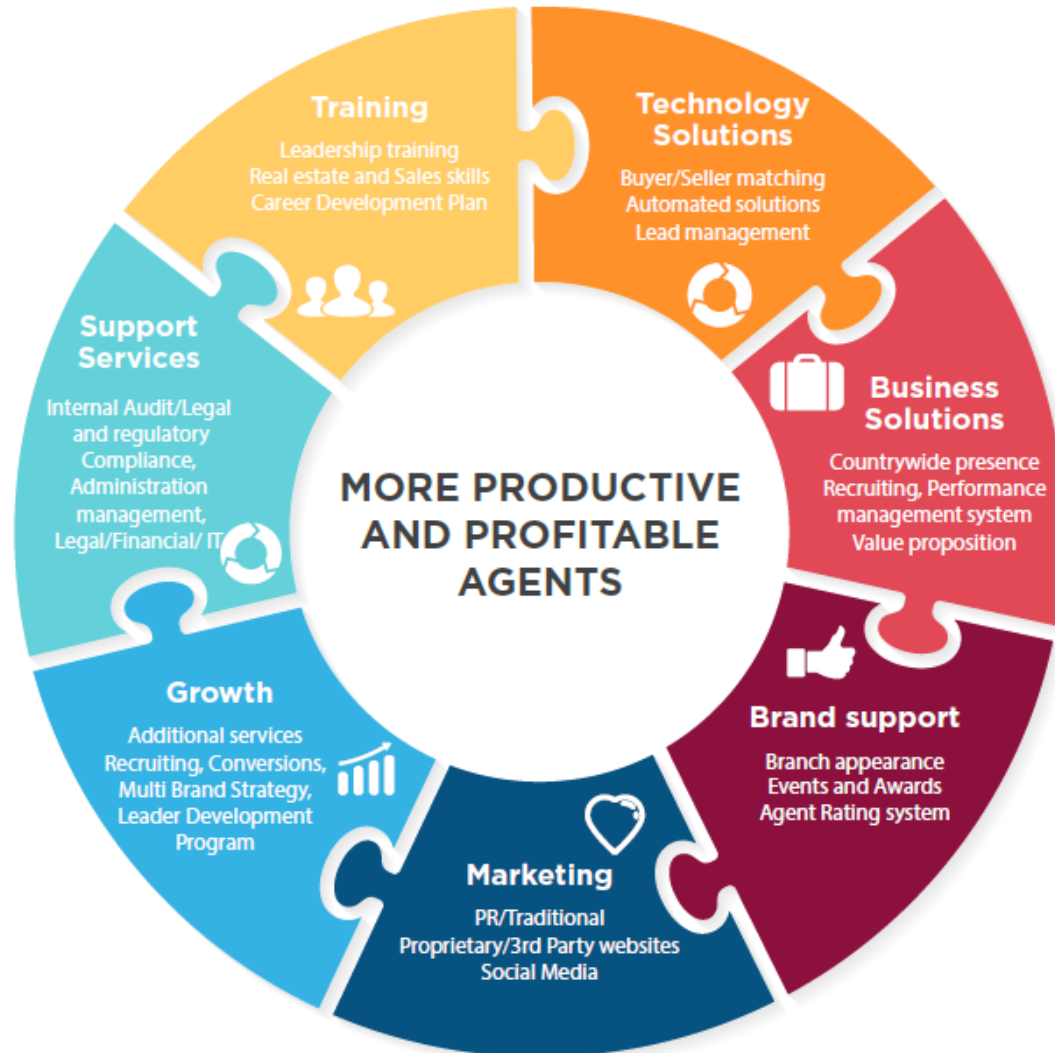 Training
Leadership training
Real estate and Sales skills
Career Development Plan
Technology
Solutions
Buyer/Seller matching
Automated solutions
Lead management
Business
Solutions
Countrywide presence
Recruiting, Performance
management system
Value proposition
Brand support
Branch appearance
Events and Awards
Agent Rating system
Marketing
PR/Traditional
Proprietary/3rd Party websites
Social Media
Growth
Additional services
Recruiting, Conversions,
Multi Brand Strategy,
Leader Development
Program
Support
Services
Internal Audit/Legal
and regulatory
Compliance,
Administration
management,
Legal/Financial/ IT
MORE PRODUCTIVE
AND PROFITABLE
AGENTS